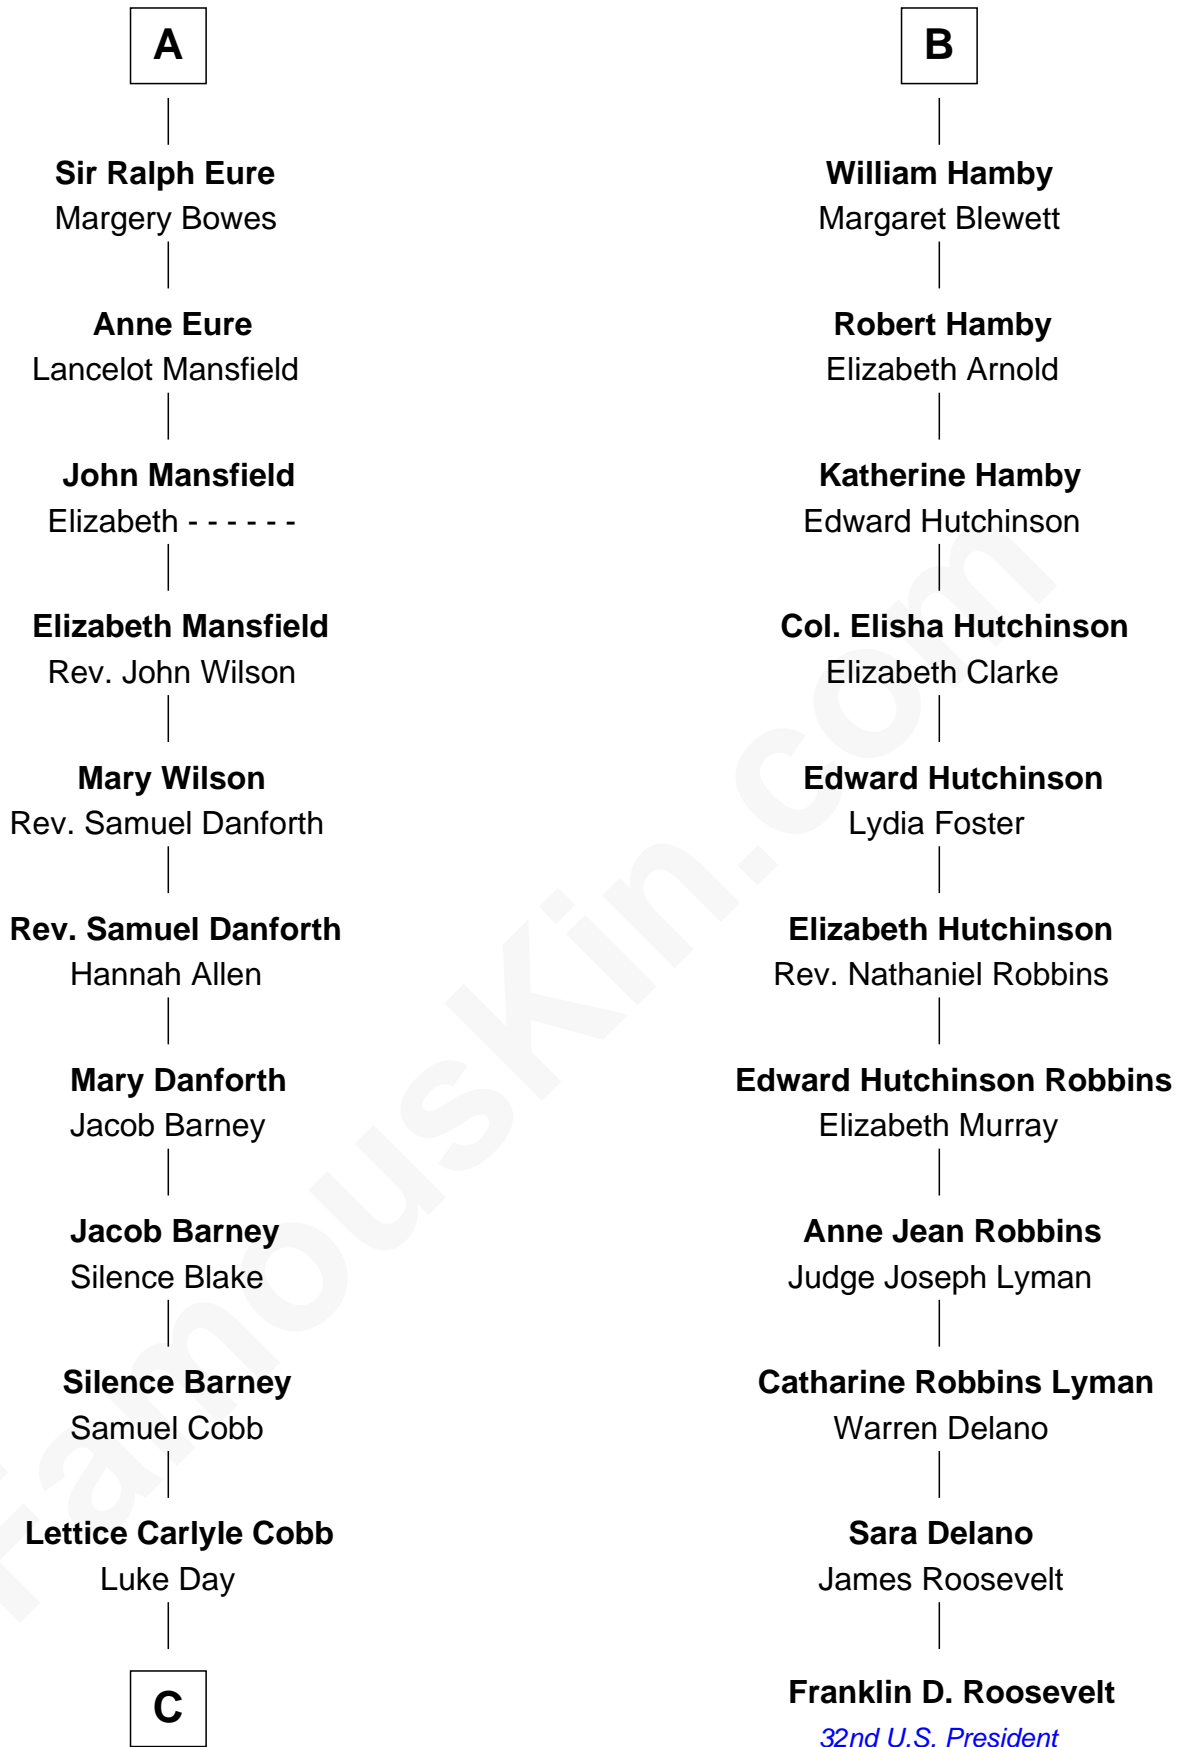 A
Sir Ralph Eure
Margery Bowes
Anne Eure
Lancelot Mansfield
John Mansfield
Elizabeth - - - - - -
Elizabeth Mansfield
Rev. John Wilson
Mary Wilson
Rev. Samuel Danforth
Rev. Samuel Danforth
Hannah Allen
Mary Danforth
Jacob Barney
Jacob Barney
Silence Blake
Silence Barney
Samuel Cobb
Lettice Carlyle Cobb
Luke Day
C
B
William Hamby
Margaret Blewett
Robert Hamby
Elizabeth Arnold
Katherine Hamby
Edward Hutchinson
Col. Elisha Hutchinson
Elizabeth Clarke
Edward Hutchinson
Lydia Foster
Elizabeth Hutchinson
Rev. Nathaniel Robbins
Edward Hutchinson Robbins
Elizabeth Murray
Anne Jean Robbins
Judge Joseph Lyman
Catharine Robbins Lyman
Warren Delano
Sara Delano
James Roosevelt
Franklin D. Roosevelt
32nd U.S. President
FamousKin.com